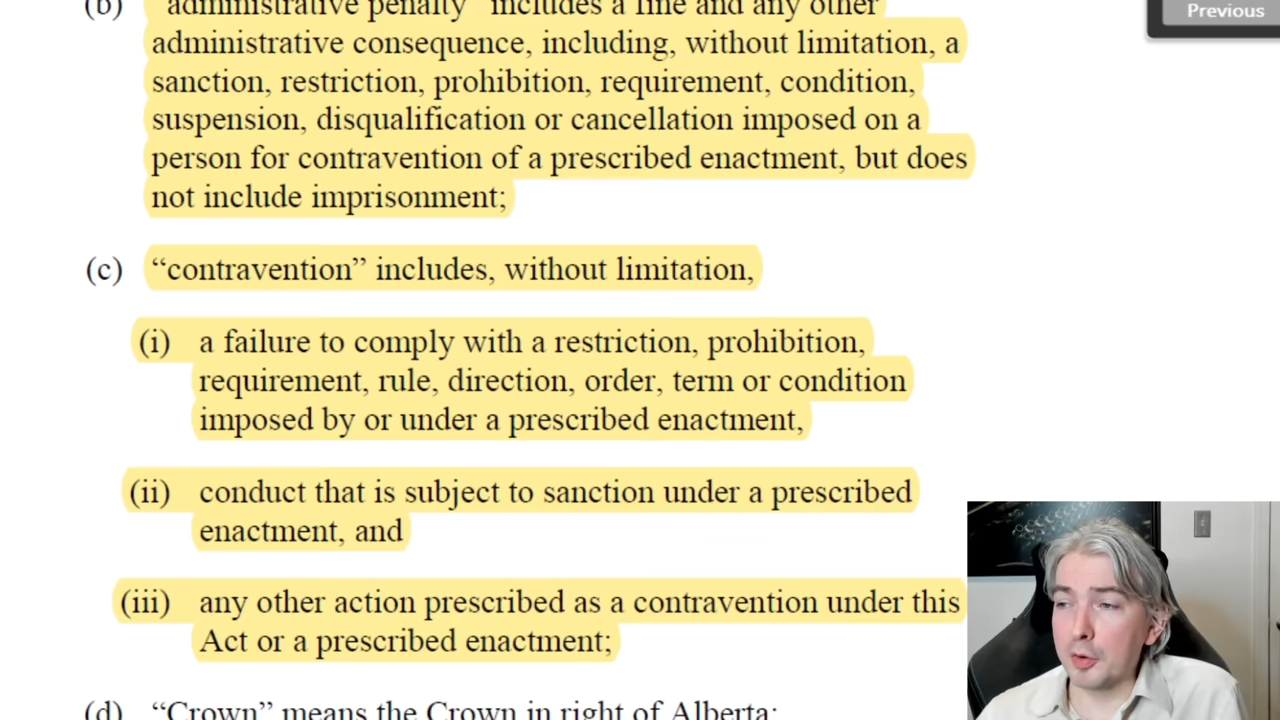 Previous
(b) "administrative penalty" includes a fine and any other
administrative consequence, including, without limitation, a
sanction, restriction, prohibition, requirement, condition,
suspension, disqualification or cancellation imposed on a
person for contravention of a prescribed enactment, but does
not include imprisonment;
(c) “contravention” includes, without limitation,
(i) a failure to comply with a restriction, prohibition,
requirement, rule, direction, order, term or condition
imposed by or under a prescribed enactment,
(ii) conduct that is subject to sanction under a prescribed
enactment, and
(iii) any other action prescribed as a contravention under this
Act or a prescribed enactment;
(d) “Crown” means the Crown in right of Alberta;